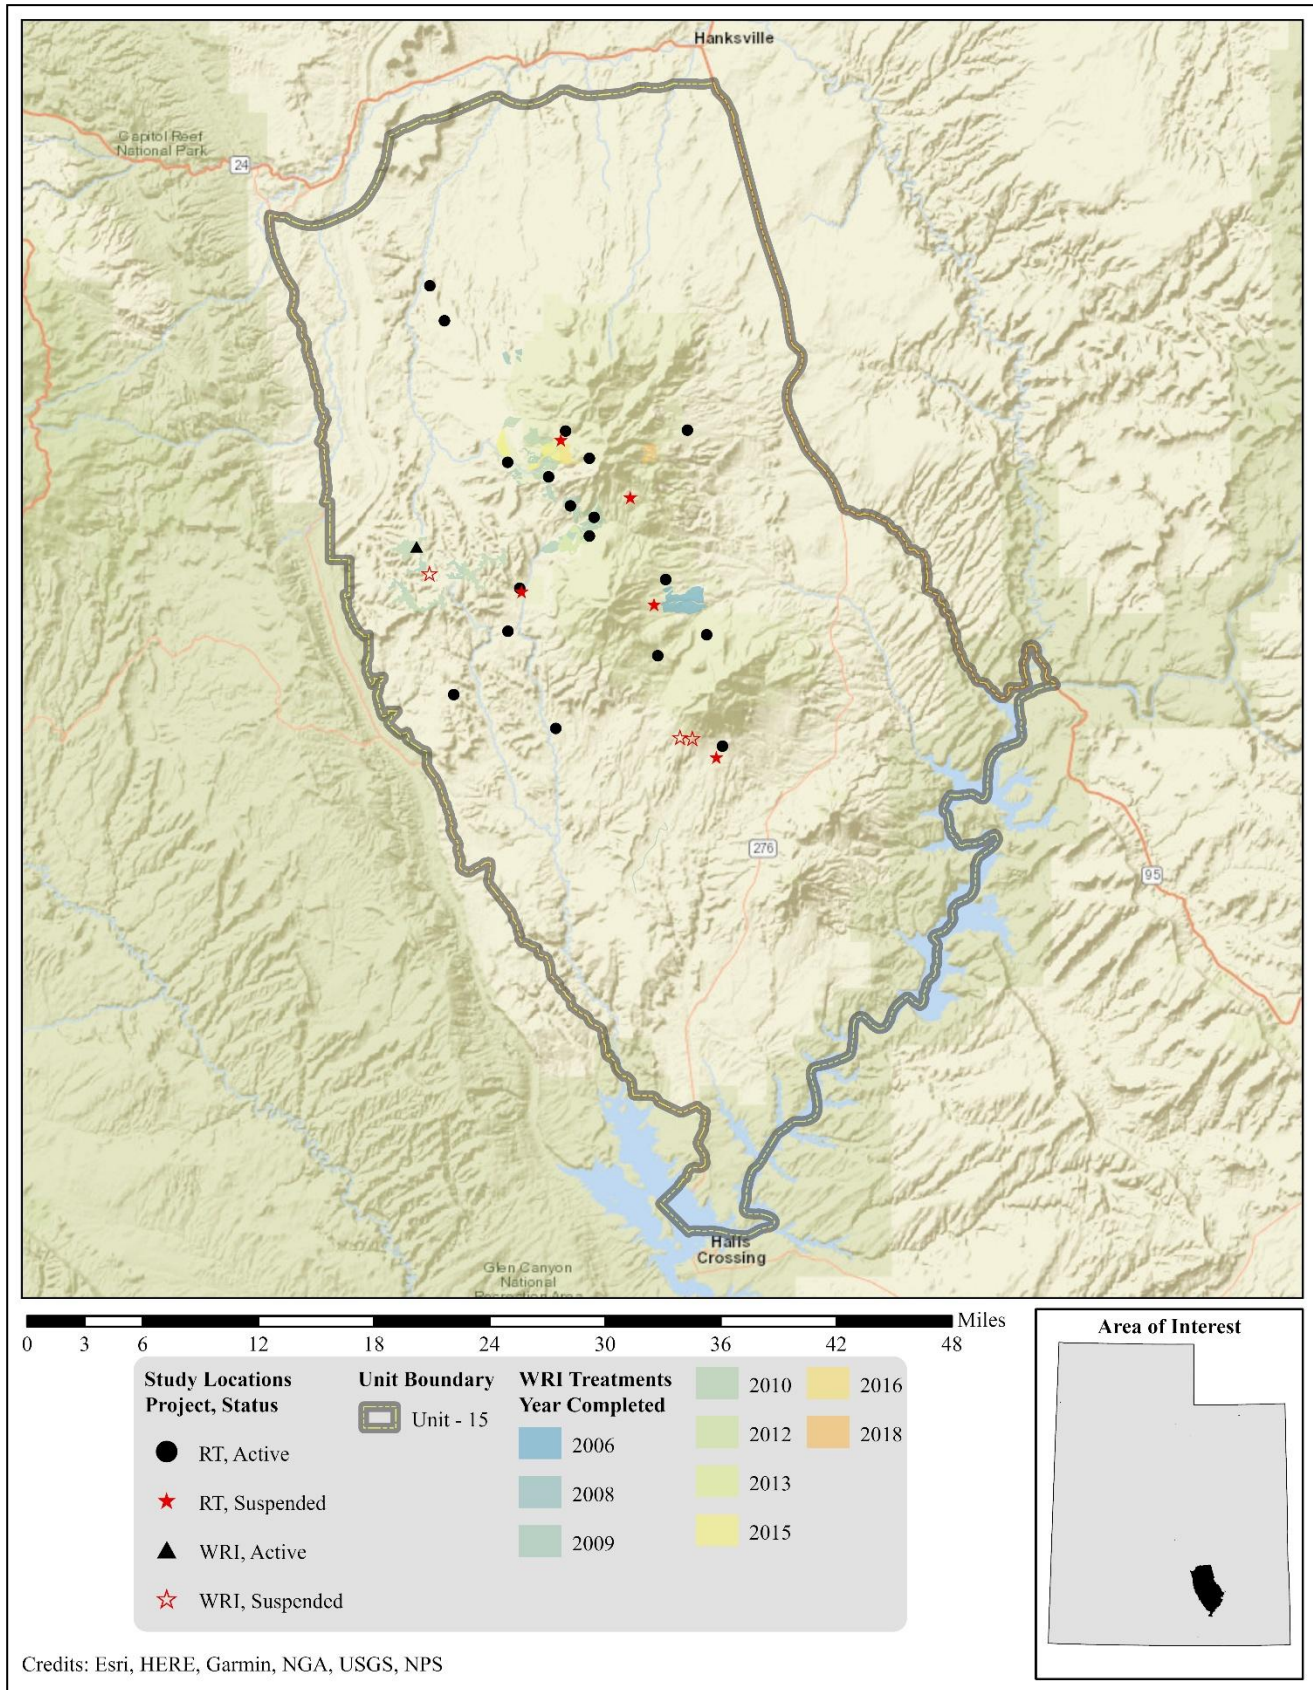 Hanksville
Capitol Reef
National Park
24
276
95
Halls
Crossing
Glen Canyon
National
Recreation Area
Miles
0 3 6 12 18 24 30 36 42 48
Study Locations
Project, Status
RT, Active
RT, Suspended
WRI, Active
WRI, Suspended
Unit Boundary
Unit - 15
WRI Treatments
Year Completed
2006
2008
2009
2010
2012
2013
2015
2016
2018
Area of Interest
Credits: Esri, HERE, Garmin, NGA, USGS, NPS